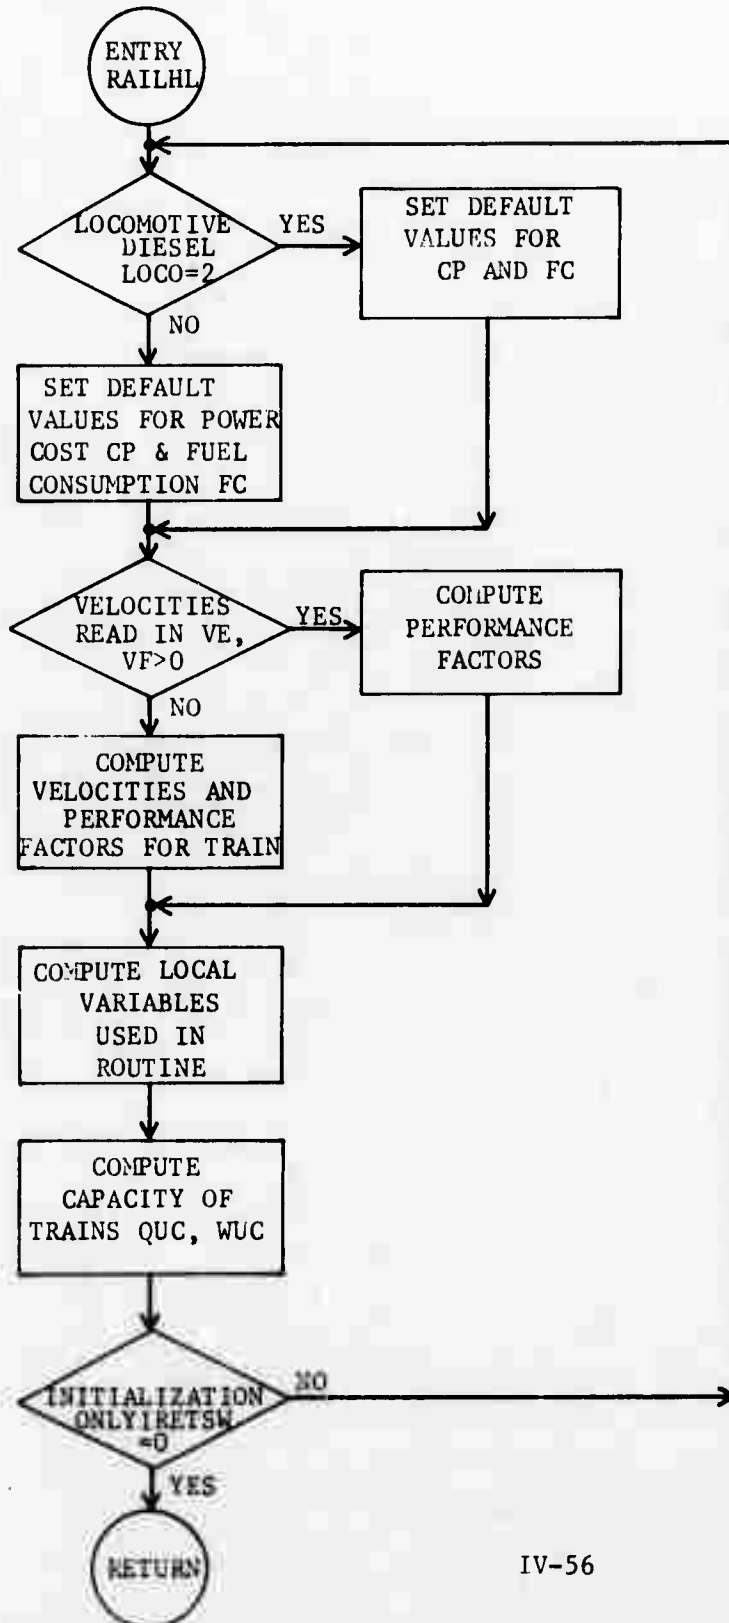 ENTRY
RAILHL
LOCOMOTIVE
DIESEL
LOCO=2
YES
SET DEFAULT
VALUES FOR
CP AND FC
NO
SET DEFAULT
VALUES FOR POWER
COST CP & FUEL
CONSUMPTION FC
VELOCITIES
READ IN VE,
VF>0
YES
COMPUTE
PERFORMANCE
FACTORS
NO
COMPUTE
VELOCITIES AND
PERFORMANCE
FACTORS FOR TRAIN
COMPUTE LOCAL
VARIABLES
USED IN
ROUTINE
COMPUTE
CAPACITY OF
TRAINS QUC, WUC
INITIALIZATION
ONLYIRETSW
=0
NO
YES
RETURN
IV-56